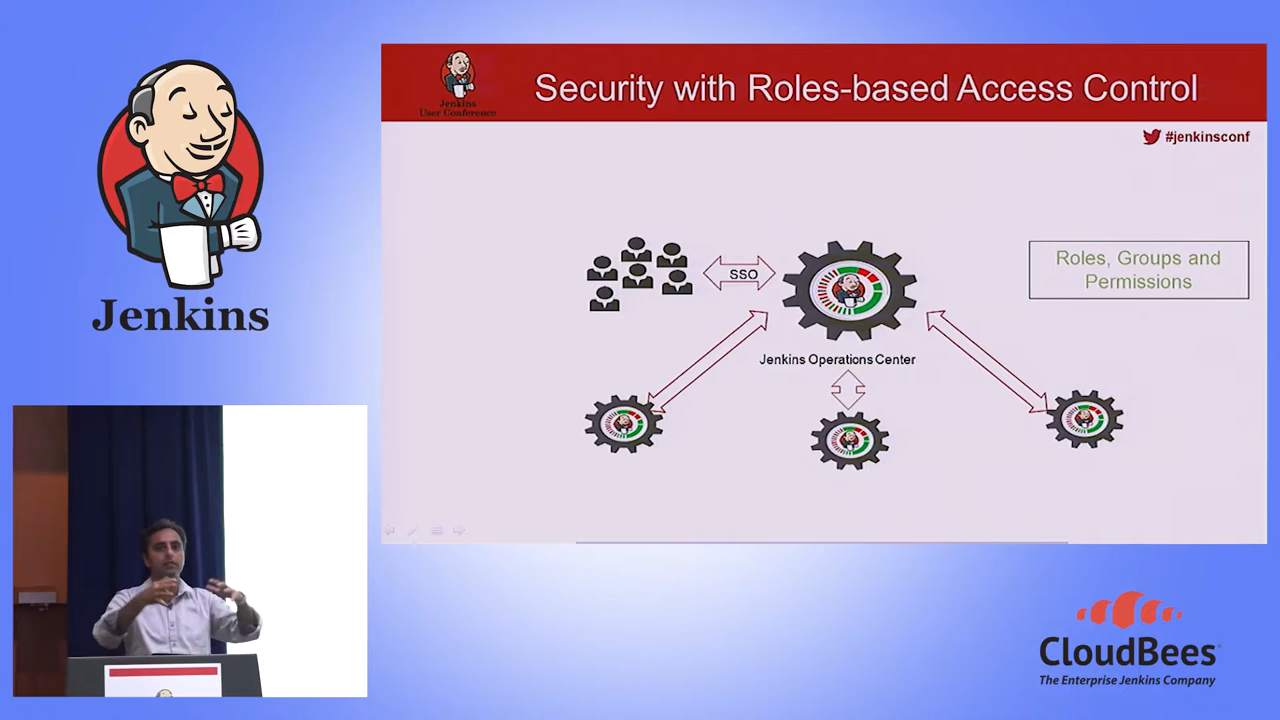 Jenkins
Jenkins
User Conference
Security with Roles-based Access Control
#jenkinsconf
SSO
Roles, Groups and
Permissions
Jenkins Operations Center
CloudBees
The Enterprise Jenkins Company